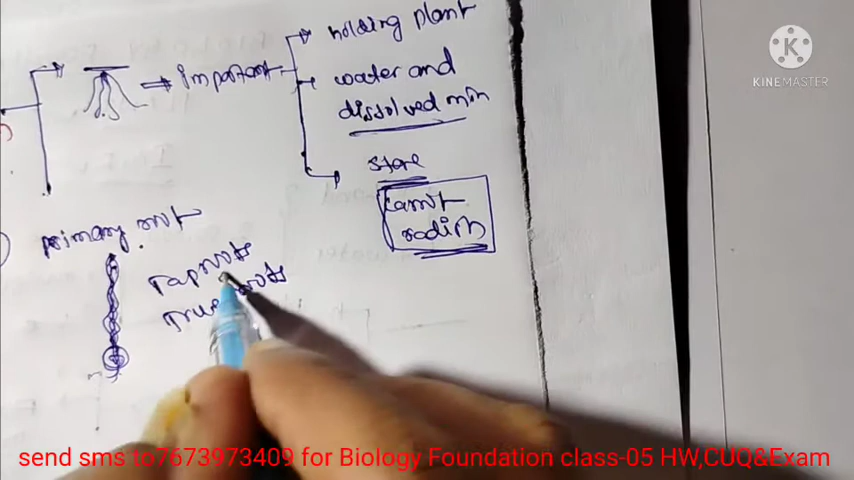 holding plant
Important
water and
dissolved min
store
carrot
radish
primary root
Taproots
True roots
KINEMASTER
send sms to7673973409 for Biology Foundation class-05 HW,CUQ&Exam